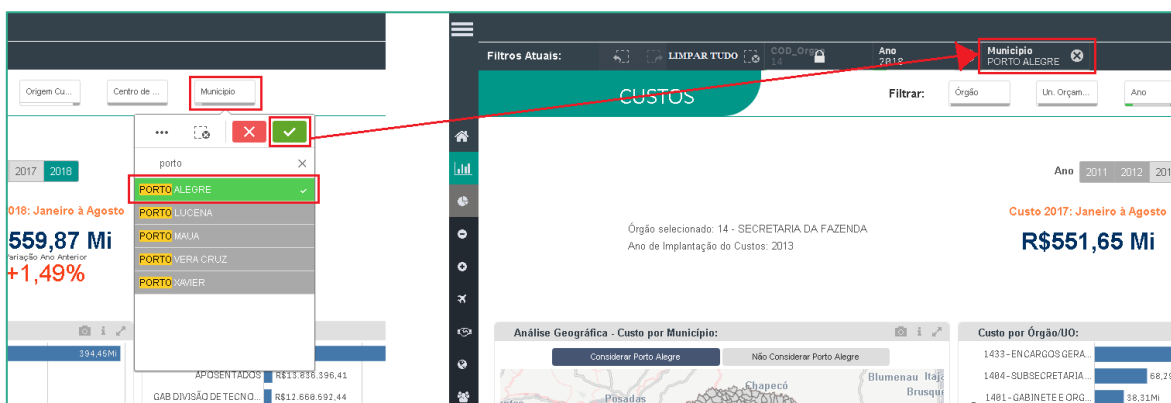 Origem Cu...
Centro de ...
Municipio
porto
PORTO ALEGRE
PORTO LUCENA
PORTO MAUA
PORTO VERA CRUZ
PORTO XAVIER
2017
2018
018: Janeiro à Agosto
559,87 Mi
ariação Ano Anterior
+1,49%
394,46Mi
APOSENTADOS
R$13.836.396,41
GAB DIVISÃO DE TECNO...
R$12.668.692,44
Filtros Atuais:
LIMPAR TUDO
14
Ano
2018
Municipio
PORTO ALEGRE
CUSTOS
Filtrar:
Órgão
Un. Orçam...
Ano
Ano
2011
2012
201
Órgão selecionado: 14 - SECRETARIA DA FAZENDA
Ano de Implantação do Custos: 2013
Custo 2017: Janeiro à Agosto
R$551,65 Mi
Análise Geográfica - Custo por Município:
Considerar Porto Alegre
Não Considerar Porto Alegre
Chapecó
Blumenau
Posadas
Custo por Órgão/UO:
1433-ENCARGOS GERA...
1404-SUBSECRETARIA...
68,29
1401-GABINETE E ORG...
38,31Mi